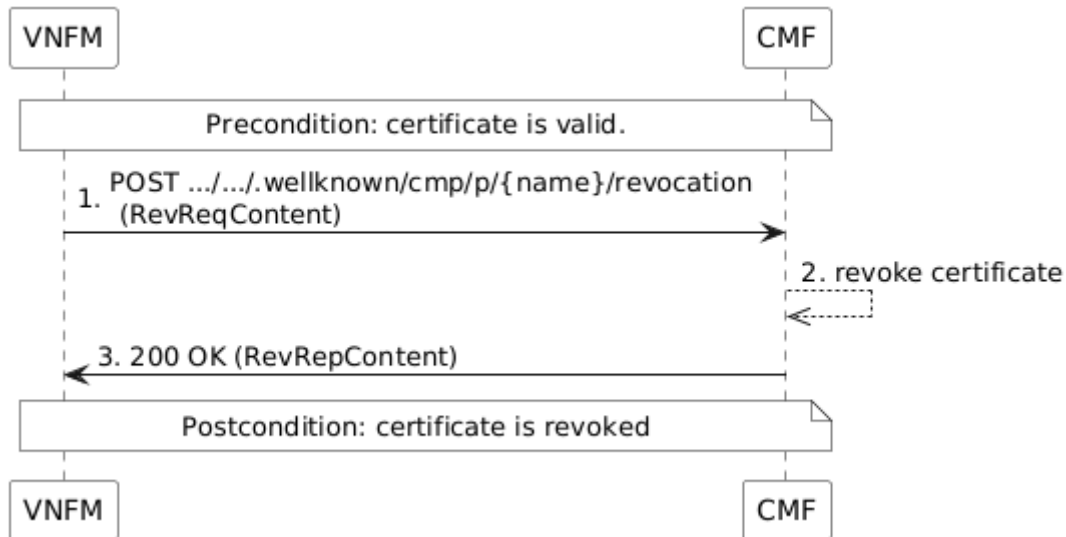 VNFM CMF
Precondition: certificate is valid.
1. POST .../.../.wellknown/cmp/p/{name}/revocation
(RevReqContent)
2. revoke certificate
3. 200 OK (RevRepContent)
Postcondition: certificate is revoked
VNFM CMF